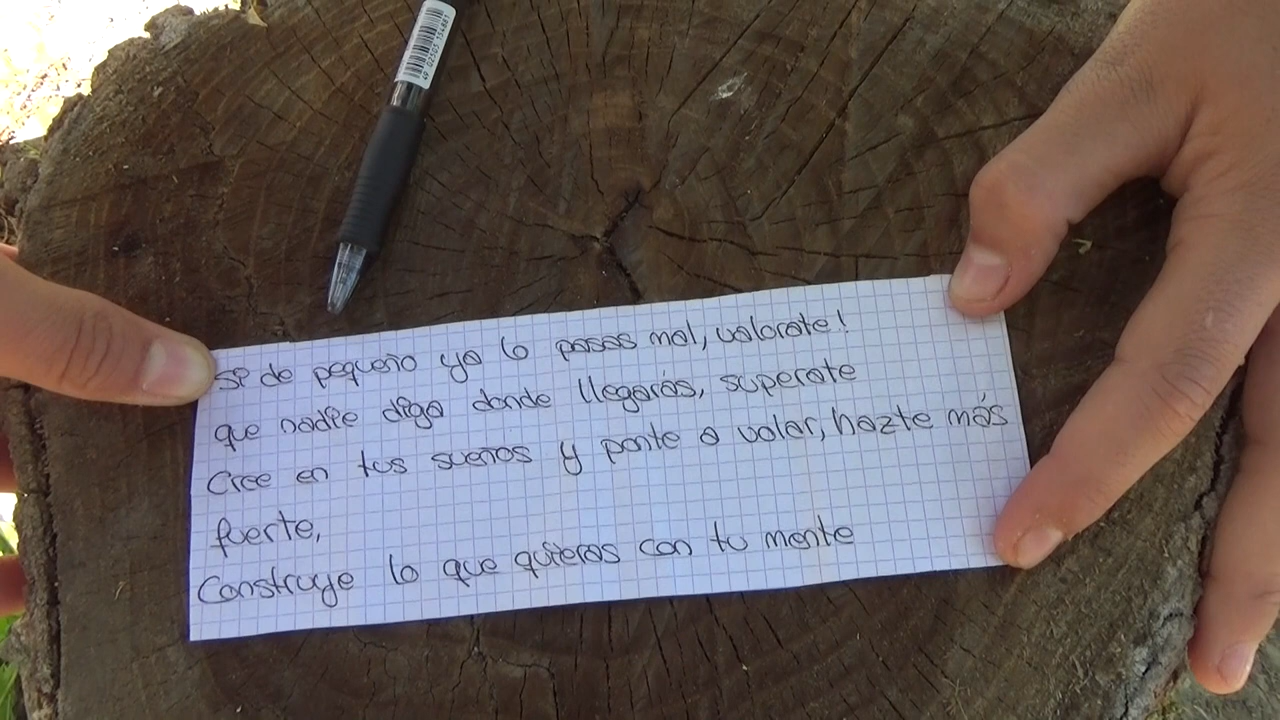 Si de pequeño ya lo pasas mal, valorate!
que nadie diga donde llegarás, superate
Cree en tus sueños y ponte a volar, hazte más
fuerte,
Construye lo que quieras con tu mente